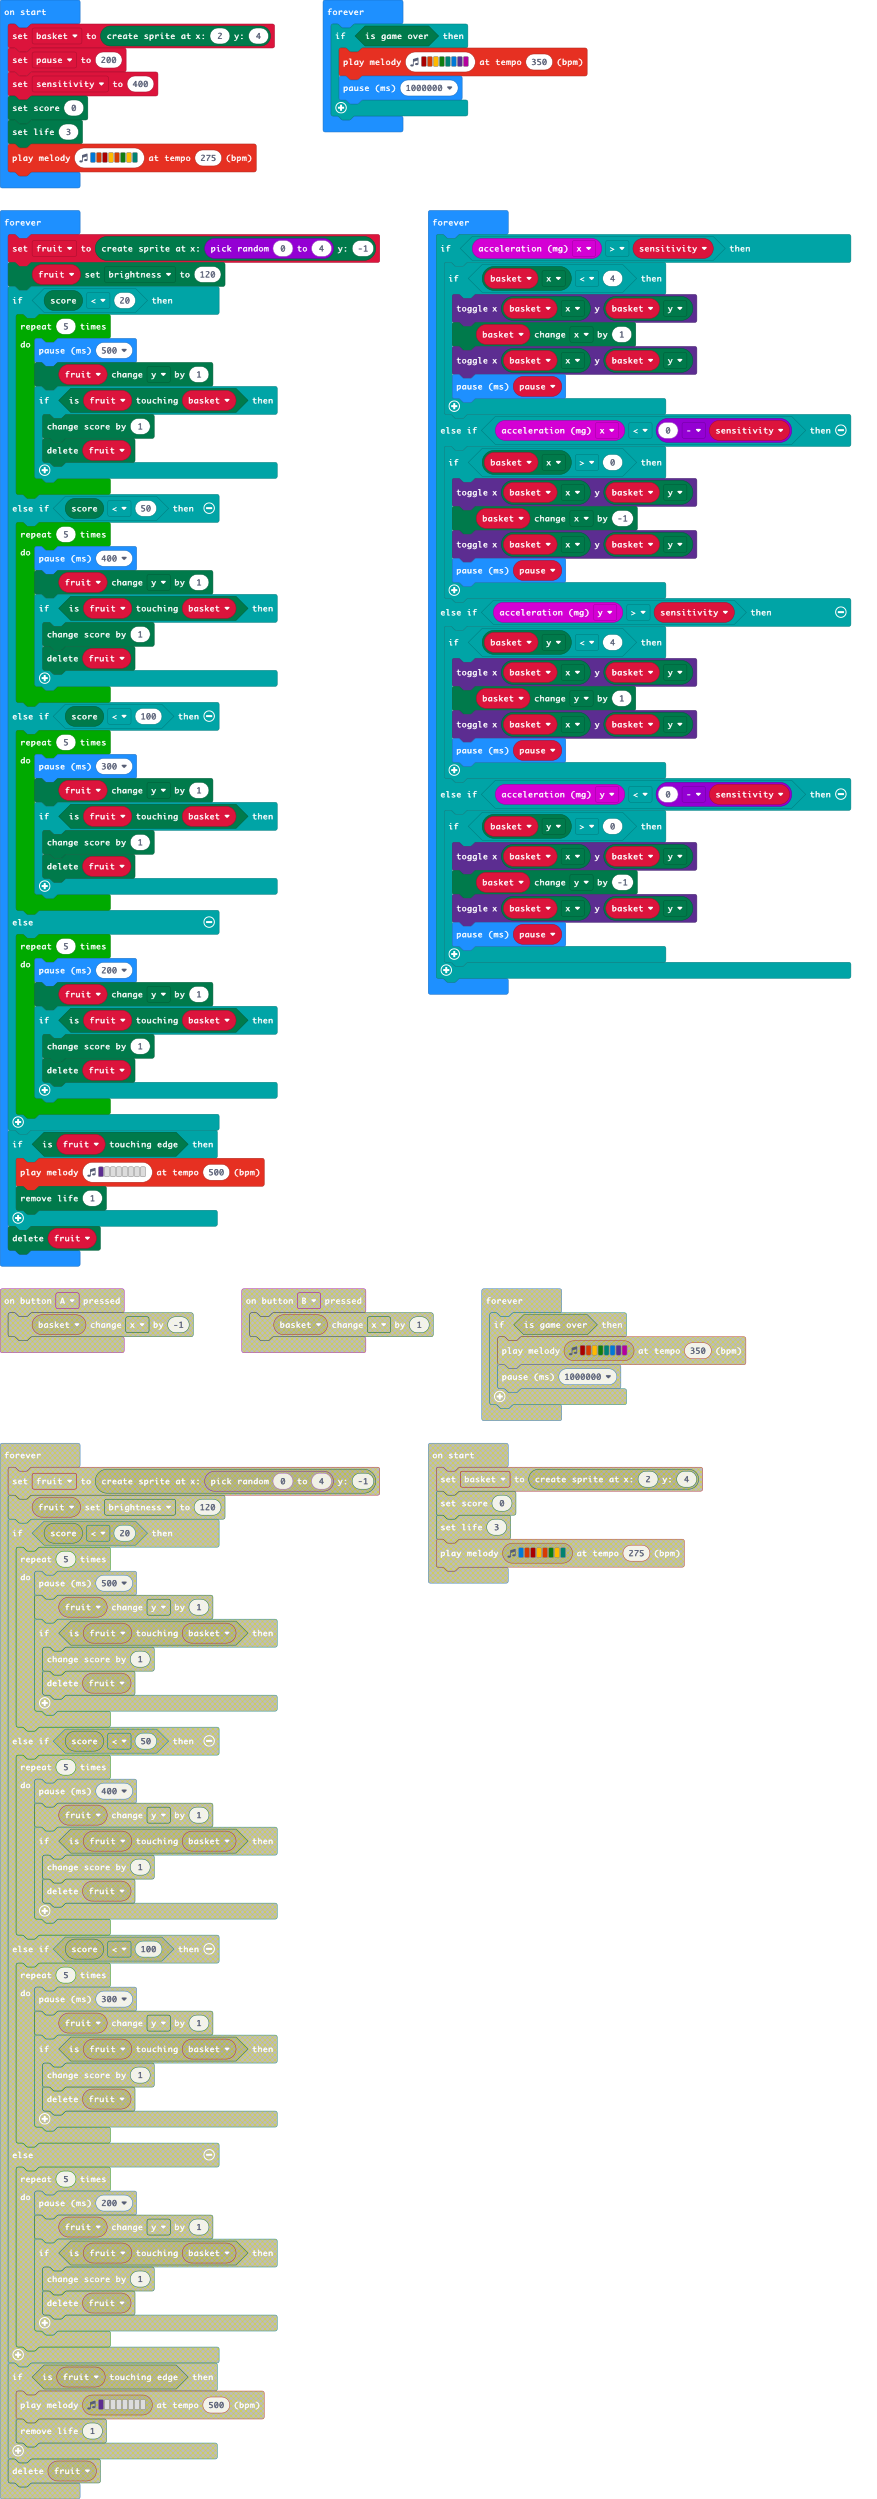 on start
set basket to create sprite at x: 2 y: 4
set pause to 200
set sensitivity to 400
set score 0
set life 3
play melody at tempo 275 (bpm)
forever
if is game over then
play melody at tempo 350 (bpm)
pause (ms) 1000000
forever
set fruit to create sprite at x: pick random 0 to 4 y: -1
fruit set brightness to 120
if score < 20 then
repeat 5 times
do pause (ms) 500
fruit change y by 1
if is fruit touching basket then
change score by 1
delete fruit
else if score < 50 then
repeat 5 times
do pause (ms) 400
fruit change y by 1
if is fruit touching basket then
change score by 1
delete fruit
else if score < 100 then
repeat 5 times
do pause (ms) 300
fruit change y by 1
if is fruit touching basket then
change score by 1
delete fruit
else
repeat 5 times
do pause (ms) 200
fruit change y by 1
if is fruit touching basket then
change score by 1
delete fruit
if is fruit touching edge then
play melody at tempo 500 (bpm)
remove life 1
delete fruit
forever
if acceleration (mg) x > sensitivity then
if basket x < 4 then
toggle x basket x y basket y
basket change x by 1
toggle x basket x y basket y
pause (ms) pause
else if acceleration (mg) x < 0 - sensitivity then
if basket x > 0 then
toggle x basket x y basket y
basket change x by -1
toggle x basket x y basket y
pause (ms) pause
else if acceleration (mg) y > sensitivity then
if basket y < 4 then
toggle x basket x y basket y
basket change y by 1
toggle x basket x y basket y
pause (ms) pause
else if acceleration (mg) y < 0 - sensitivity then
if basket y > 0 then
toggle x basket x y basket y
basket change y by -1
toggle x basket x y basket y
pause (ms) pause
on button A pressed
basket change x by -1
on button B pressed
basket change x by 1
forever
if is game over then
play melody at tempo 350 (bpm)
pause (ms) 1000000
forever
set fruit to create sprite at x: pick random 0 to 4 y: -1
fruit set brightness to 120
if score < 20 then
repeat 5 times
do pause (ms) 500
fruit change y by 1
if is fruit touching basket then
change score by 1
delete fruit
else if score < 50 then
repeat 5 times
do pause (ms) 400
fruit change y by 1
if is fruit touching basket then
change score by 1
delete fruit
else if score < 100 then
repeat 5 times
do pause (ms) 300
fruit change y by 1
if is fruit touching basket then
change score by 1
delete fruit
else
repeat 5 times
do pause (ms) 200
fruit change y by 1
if is fruit touching basket then
change score by 1
delete fruit
if is fruit touching edge then
play melody at tempo 500 (bpm)
remove life 1
delete fruit
on start
set basket to create sprite at x: 2 y: 4
set score 0
set life 3
play melody at tempo 275 (bpm)